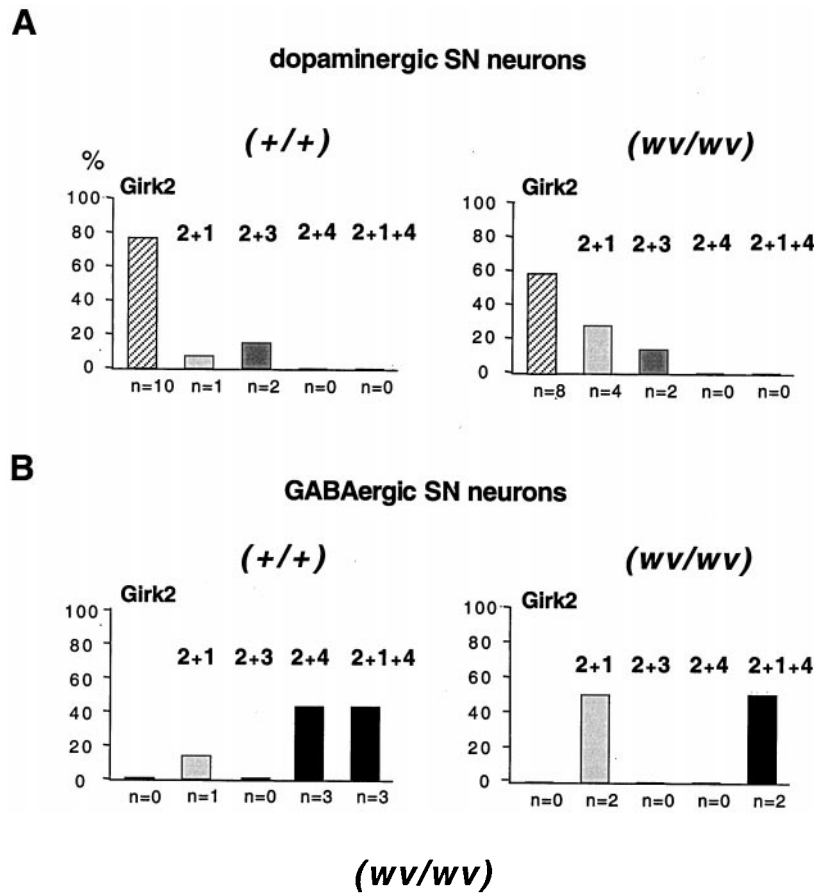 A
dopaminergic SN neurons
(+/+) (wv/wv)
% Girk2 2+1 2+3 2+4 2+1+4
100
80
60
40
20
0
n=10 n=1 n=2 n=0 n=0
Girk2 2+1 2+3 2+4 2+1+4
100
80
60
40
20
0
n=8 n=4 n=2 n=0 n=0
B
GABAergic SN neurons
(+/+) (wv/wv)
Girk2 2+1 2+3 2+4 2+1+4
100
80
60
40
20
0
n=0 n=1 n=0 n=3 n=3
Girk2 2+1 2+3 2+4 2+1+4
100
80
60
40
20
0
n=0 n=2 n=0 n=0 n=2
(wv/wv)